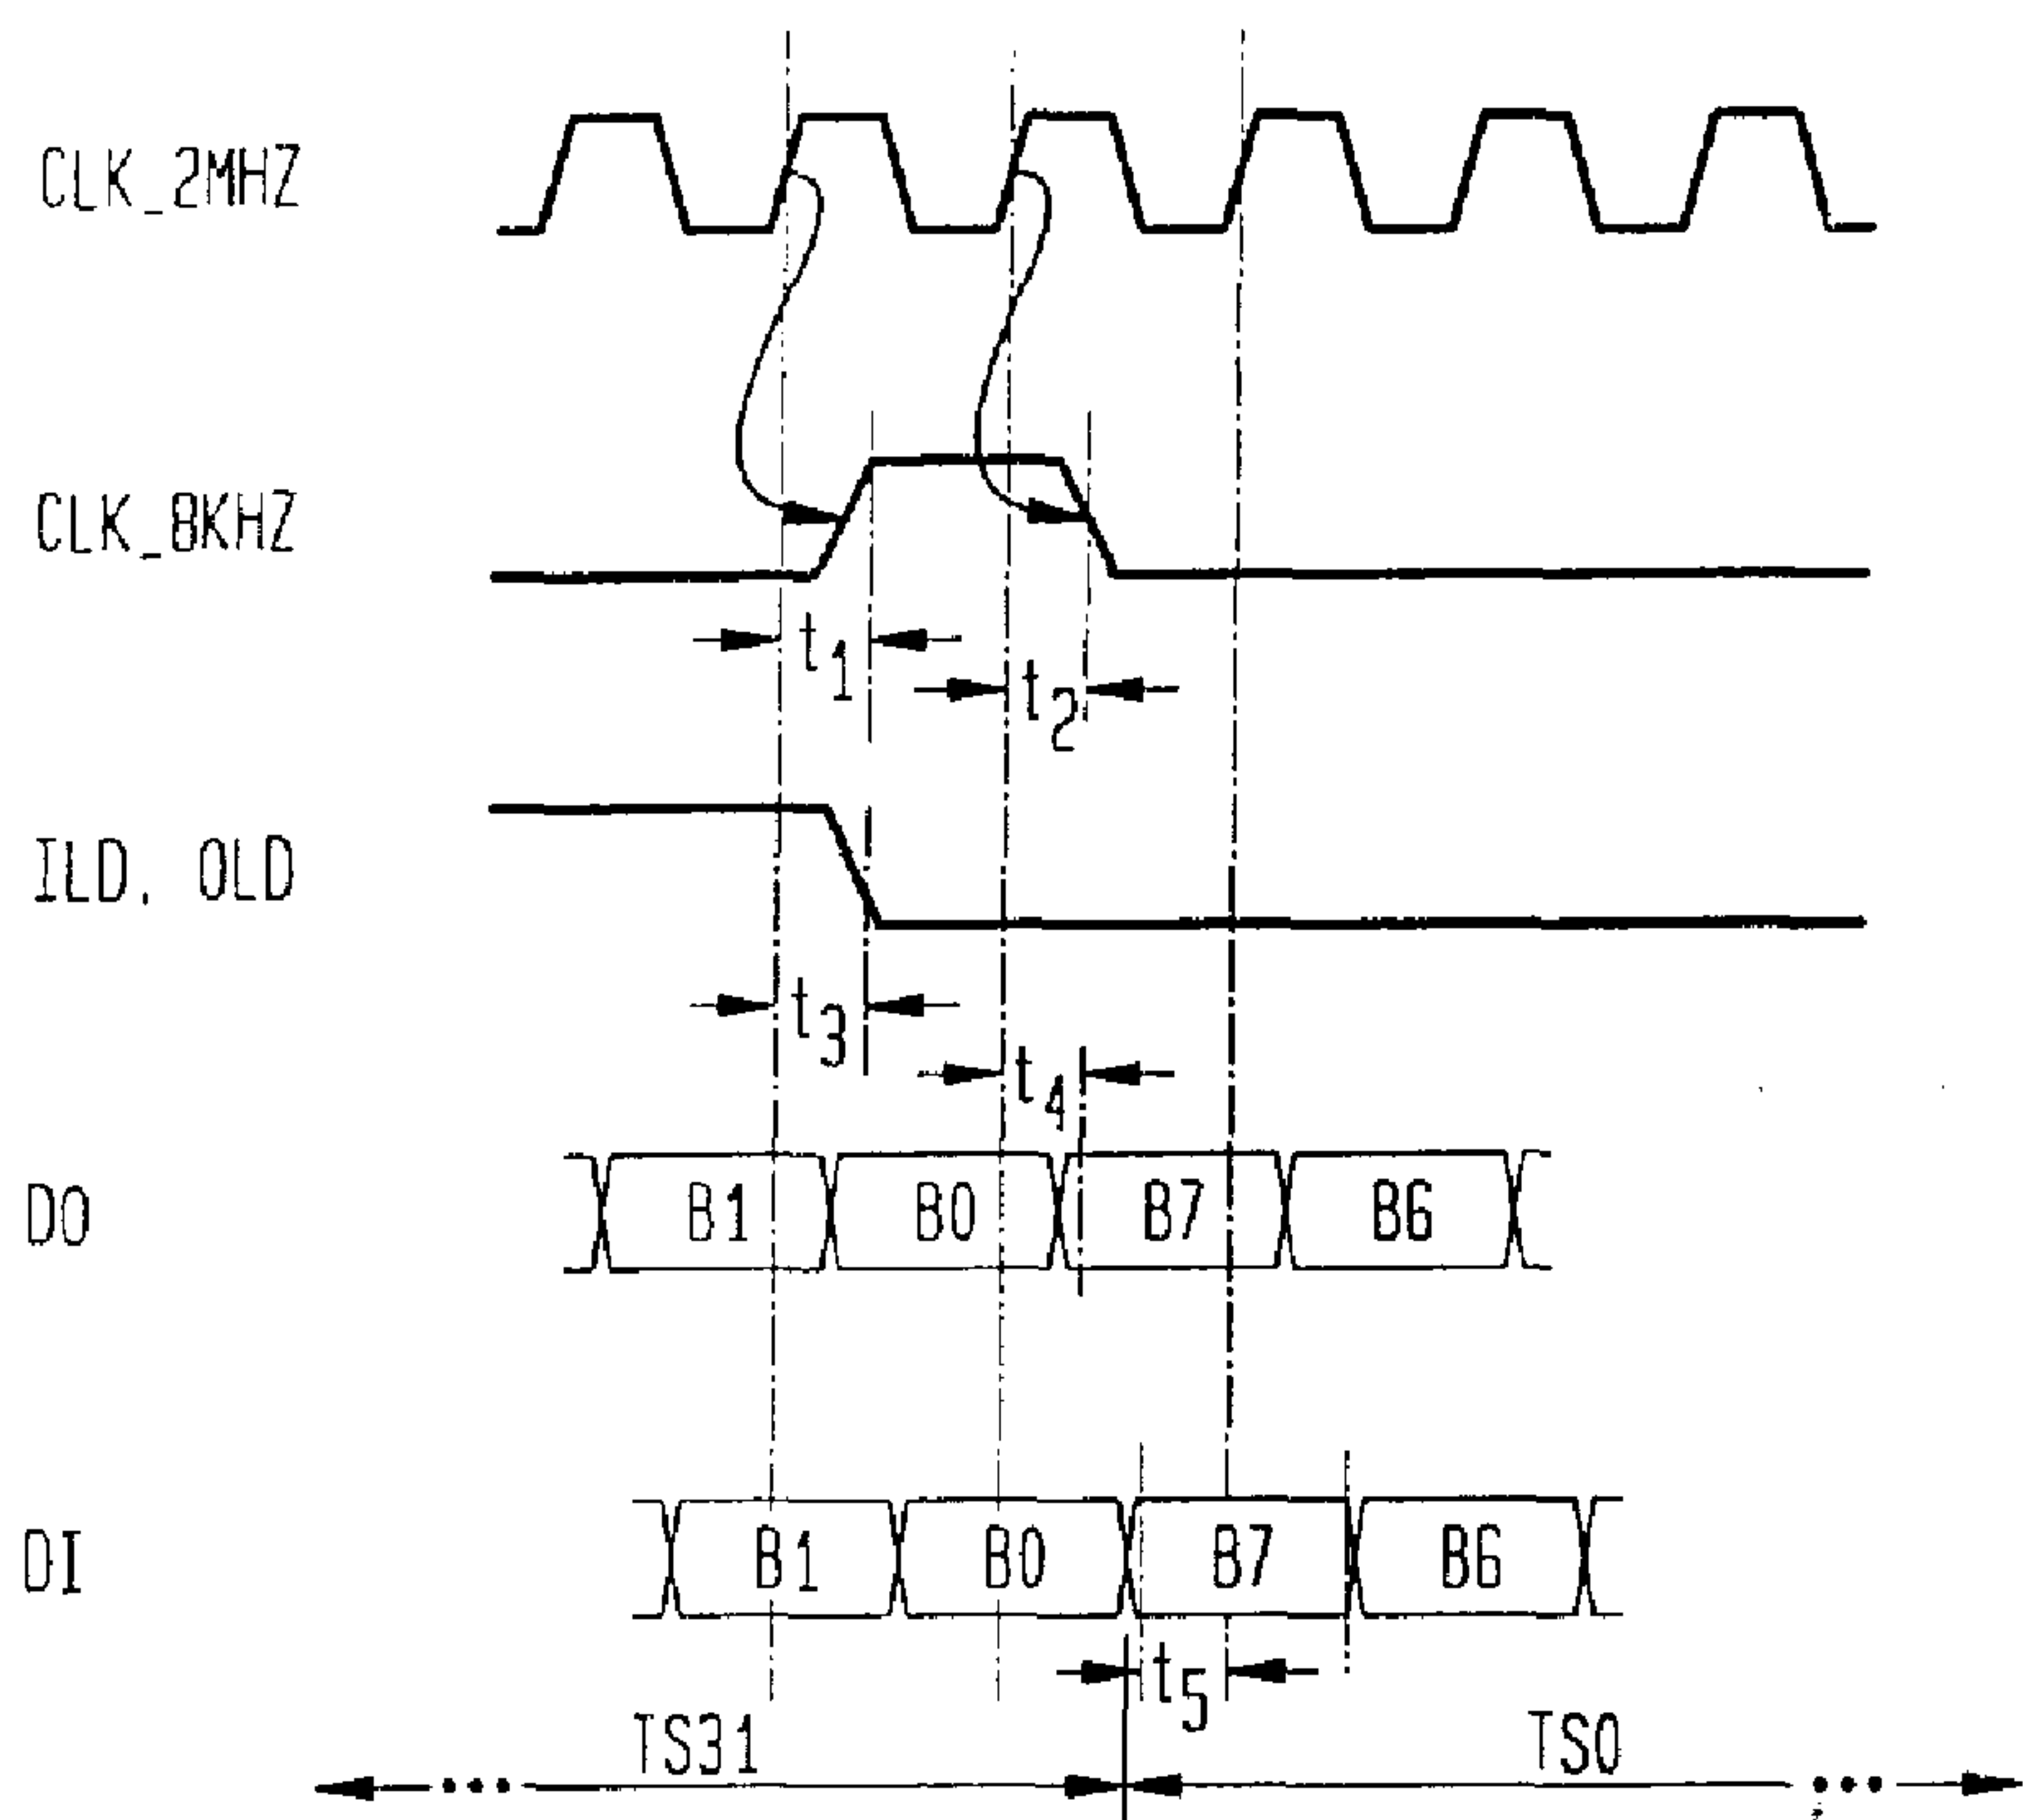 CLK_2MHZ
CLK_8KHZ
t1
t2
ILD, OLD
t3
t4
DO
B1 B0 B7 B6
DI
B1 B0 B7 B6
t5
TS31 TS0